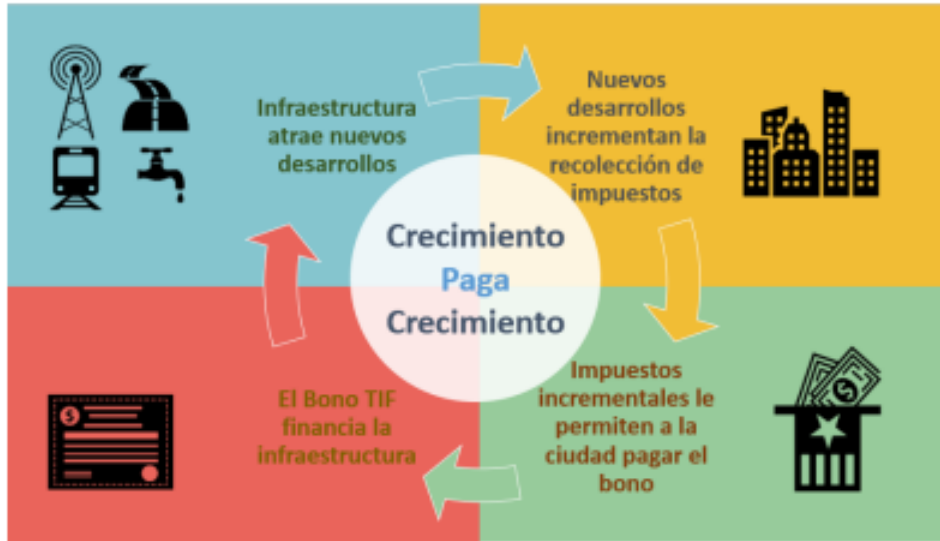 Infraestructura
atrae nuevos
desarrollos
Nuevos
desarrollos
incrementan la
recolección de
impuestos
Crecimiento
Paga
Crecimiento
El Bono TIF
financia la
infraestructura
Impuestos
incrementales le
permiten a la
ciudad pagar el
bono
$
$